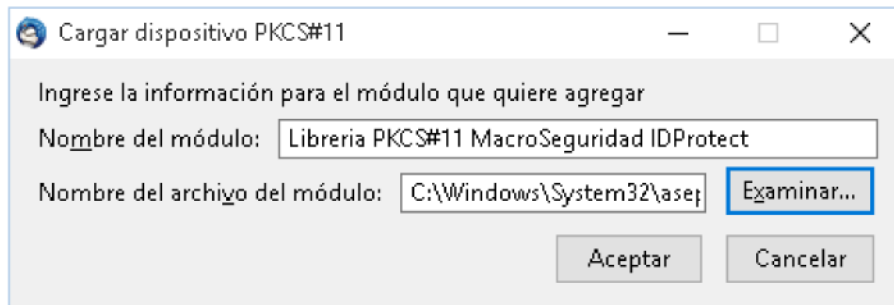 Cargar dispositivo PKCS#11
Ingrese la información para el módulo que quiere agregar
Nombre del módulo: Libreria PKCS#11 MacroSeguridad IDProtect
Nombre del archivo del módulo: C:\Windows\System32\asep Examinar...
Aceptar Cancelar